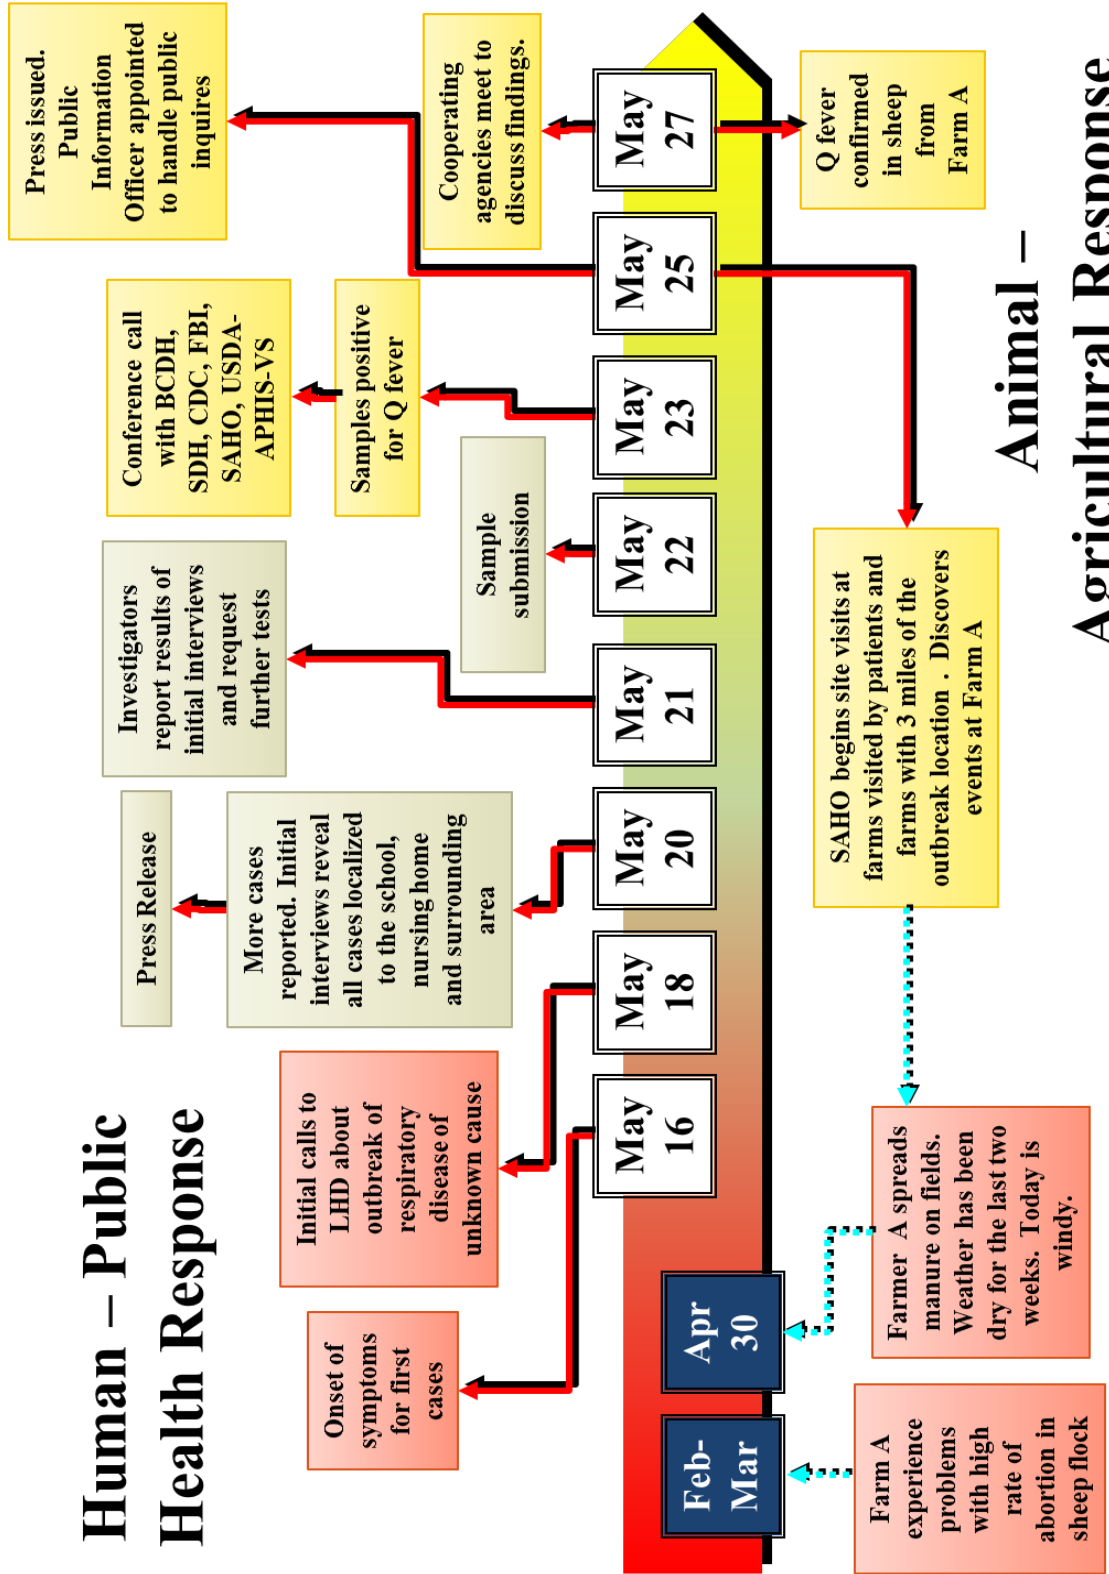 Human – Public
Health Response
Onset of
symptoms
for first
cases
Initial calls to
LHD about
outbreak of
respiratory
disease of
unknown cause
Press Release
More cases
reported. Initial
interviews reveal
all cases localized
to the school,
nursing home
and surrounding
area
Investigators
report results of
initial interviews
and request
further tests
Sample
submission
Conference call
with BCDH,
SDH, CDC, FBI,
SAHO, USDA-
APHIS-VS
Samples positive
for Q fever
Press issued.
Public
Information
Officer appointed
to handle public
inquires
Cooperating
agencies meet to
discuss findings.
Feb-
Mar
Apr
30
May
16
May
18
May
20
May
21
May
22
May
23
May
25
May
27
Farm A
experience
problems
with high
rate of
abortion in
sheep flock
Farmer A spreads
manure on fields.
Weather has been
dry for the last two
weeks. Today is
windy.
SAHO begins site visits at
farms visited by patients and
farms with 3 miles of the
outbreak location . Discovers
events at Farm A
Q fever
confirmed
in sheep
from
Farm A
Animal –
Agricultural Response